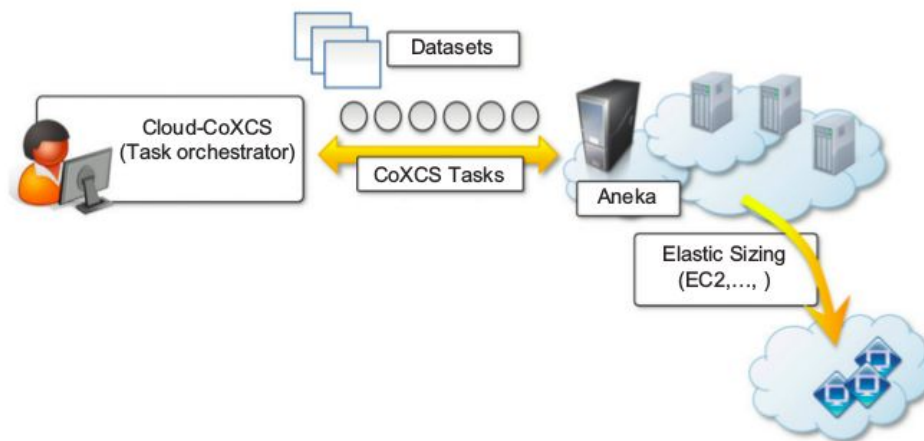 Datasets
Cloud-CoXCS
(Task orchestrator)
CoXCS Tasks
Aneka
Elastic Sizing
(EC2,..., )